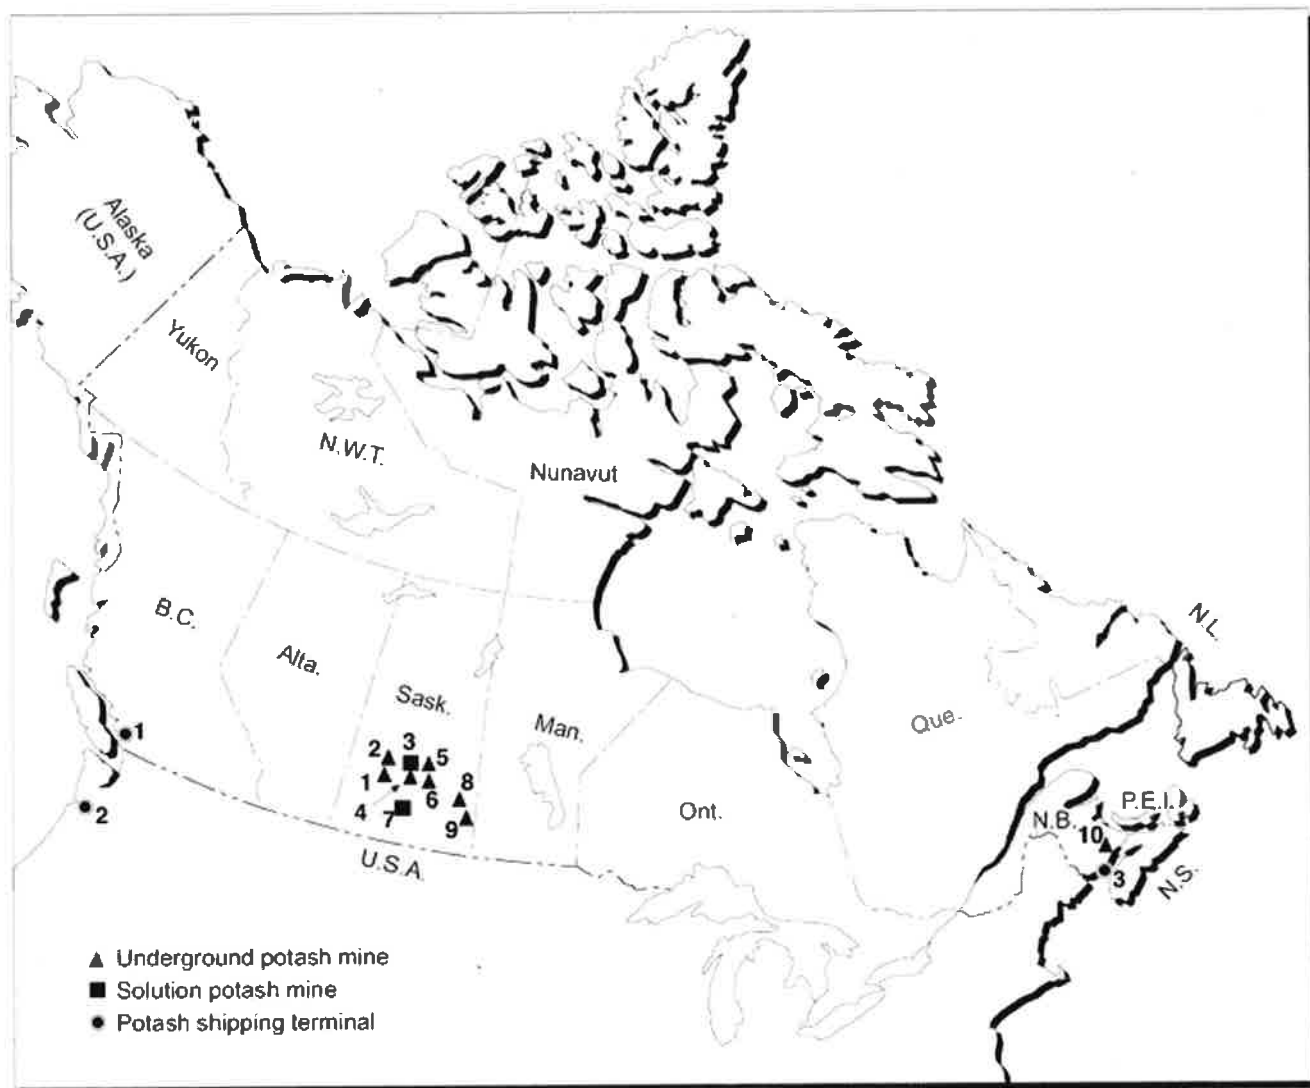 Alaska
(U.S.A.)
Yukon
N.W.T.
Nunavut
B.C.
Alta.
Sask.
Man.
Ont.
Que.
N.L.
P.E.I.
N.B.
N.S.
U.S.A.
1
2
2
3
5
1
4
7
6
8
9
10
3
Underground potash mine
Solution potash mine
Potash shipping terminal